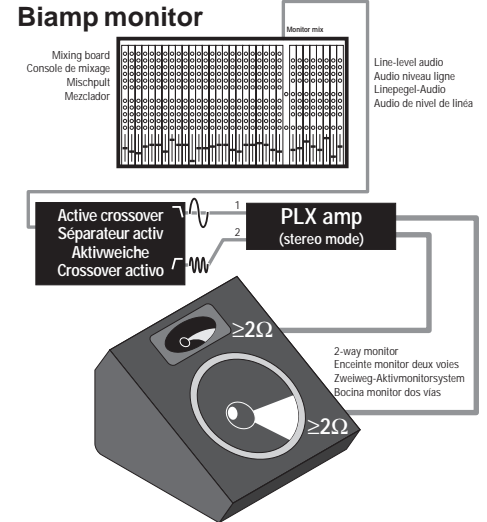 Biamp monitor
Monitor mix
Mixing board
Console de mixage
Mischpult
Mezclador
Line-level audio
Audio niveau ligne
Linepegel-Audio
Audio de nivel de linéa
Active crossover
Séparateur activ
Aktivweiche
Crossover activo
1
2
PLX amp
(stereo mode)
≥2Ω
2-way monitor
Enceinte monitor deux voies
Zweiweg-Aktivmonitorsystem
Bocina monitor dos vías
≥2Ω